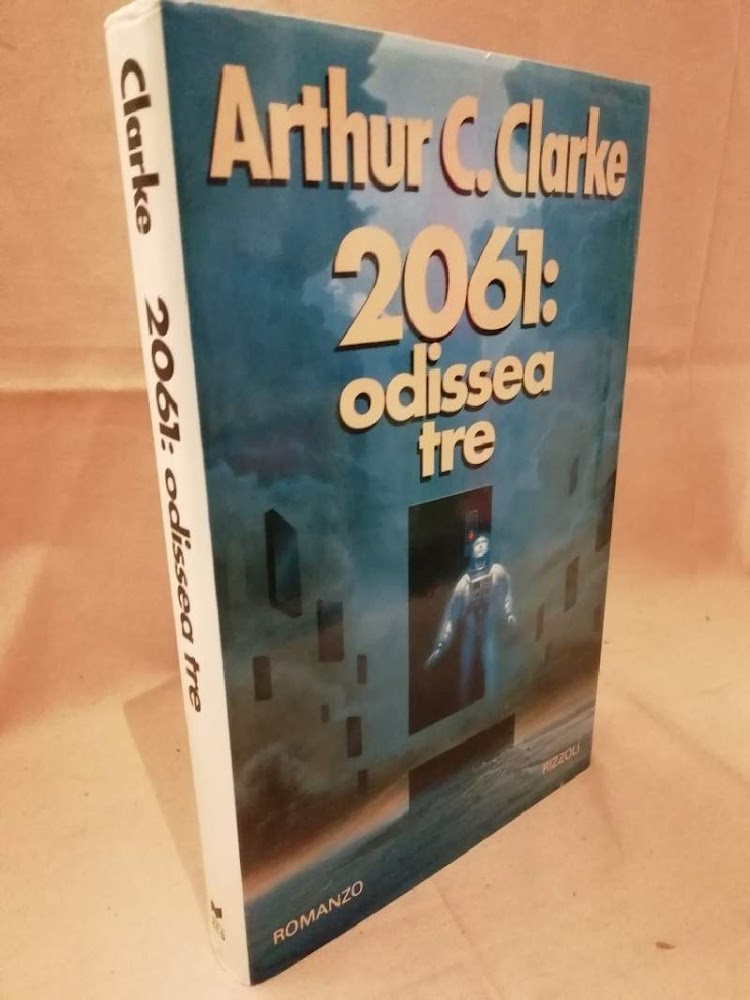 Clarke 2061: odissea tre
Arthur C. Clarke
2061:
odissea
tre
RIZZOLI
ROMANZO